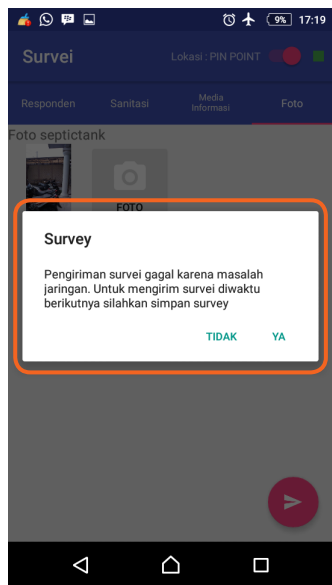 9% 17:19
Survei Lokasi : PIN POINT
Responden Sanitasi Media Informasi Foto
Foto septictank
FOTO
Survey
Pengiriman survei gagal karena masalah
jaringan. Untuk mengirim survei diwaktu
berikutnya silahkan simpan survey
TIDAK YA